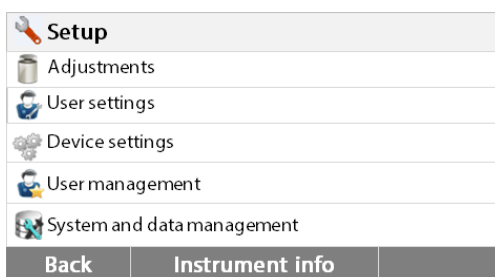 Setup
Adjustments
User settings
Device settings
User management
System and data management
Back Instrument info